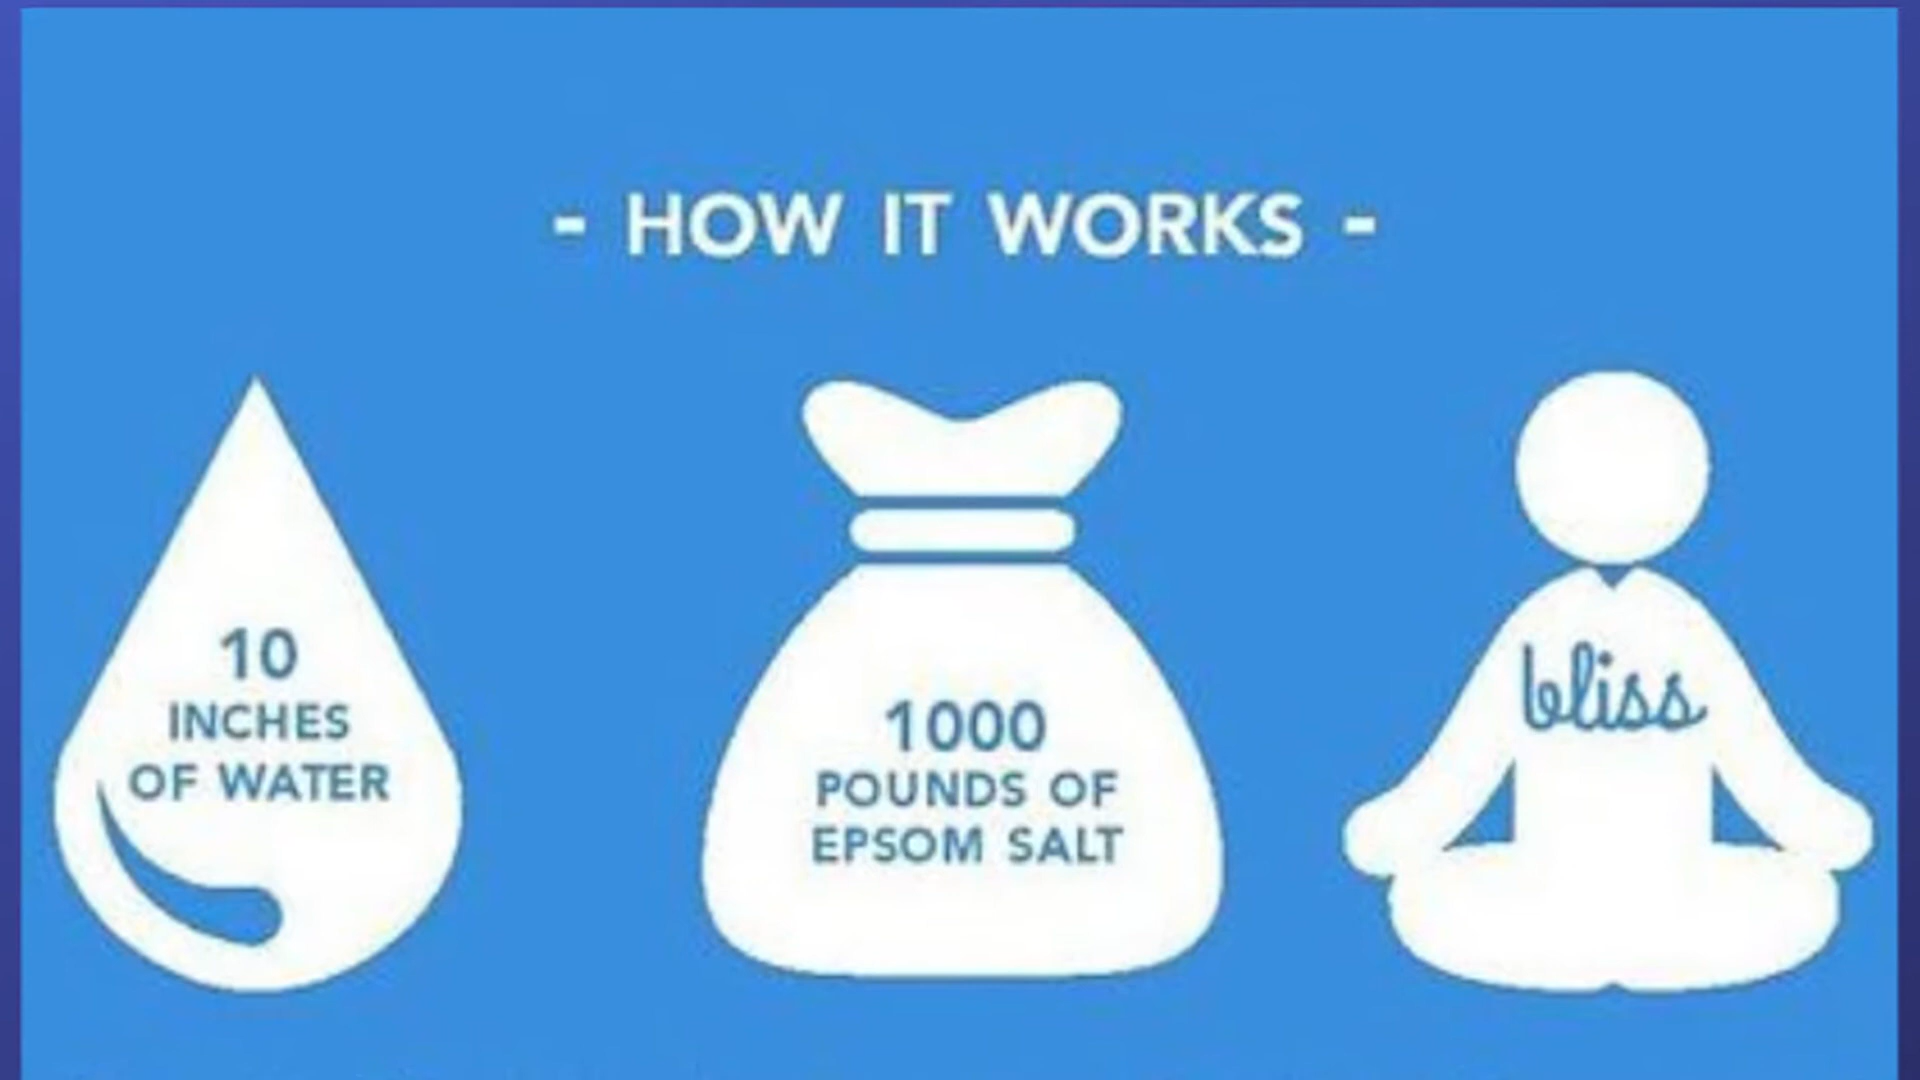 - HOW IT WORKS -
10
INCHES
OF WATER
1000
POUNDS OF
EPSOM SALT
bliss